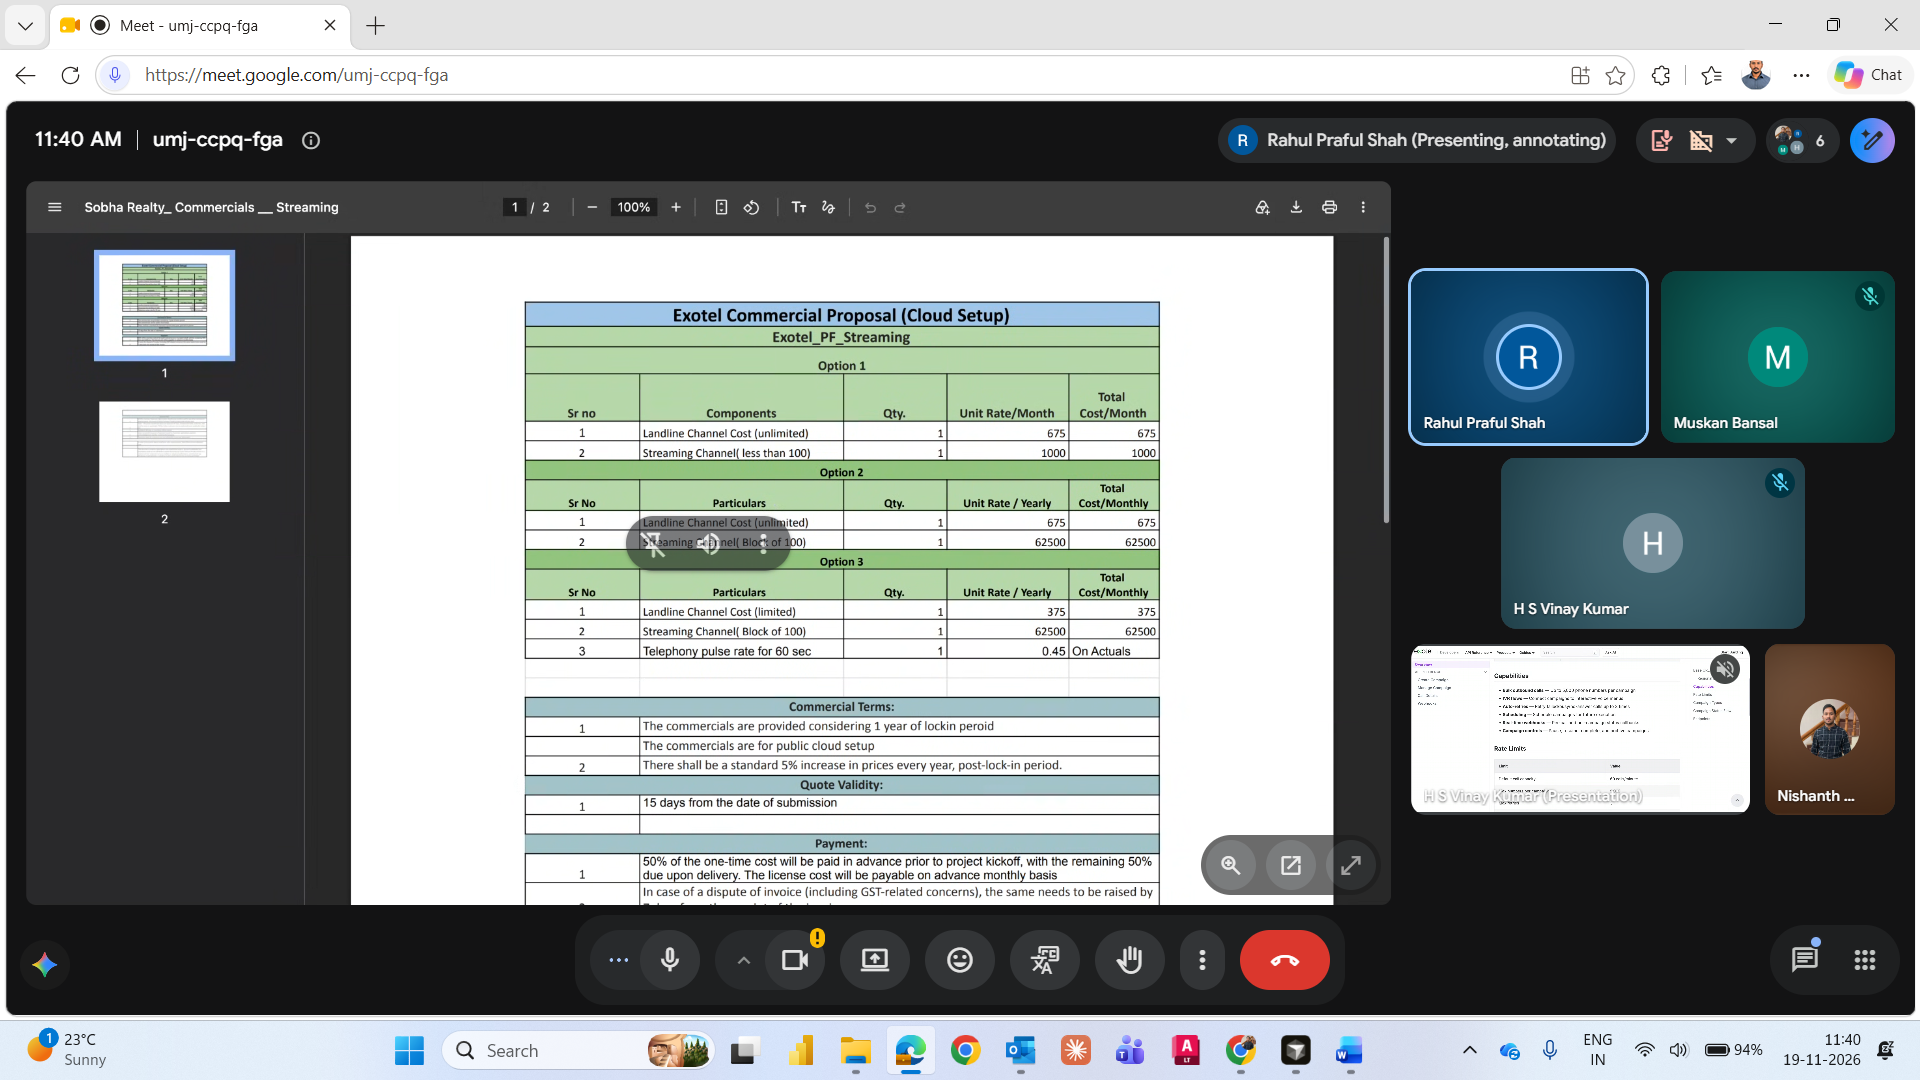 Meet - umj-ccpq-fga
https://meet.google.com/umj-ccpq-fga
Chat
11:40 AM
umj-ccpq-fga
R
Rahul Praful Shah (Presenting, annotating)
6
Sobha Realty_ Commercials __ Streaming
1 / 2
100%
1
2
Exotel Commercial Proposal (Cloud Setup)
Exotel_PF_Streaming
Option 1
Sr no Components Qty. Unit Rate/Month Total Cost/Month
1 Landline Channel Cost (unlimited) 1 675 675
2 Streaming Channel( less than 100) 1 1000 1000
Option 2
Sr No Particulars Qty. Unit Rate / Yearly Total Cost/Monthly
1 Landline Channel Cost (unlimited) 1 675 675
2 Streaming Channel( Block of 100) 1 62500 62500
Option 3
Sr No Particulars Qty. Unit Rate / Yearly Total Cost/Monthly
1 Landline Channel Cost (limited) 1 375 375
2 Streaming Channel( Block of 100) 1 62500 62500
3 Telephony pulse rate for 60 sec 1 0.45 On Actuals
Commercial Terms:
1 The commercials are provided considering 1 year of lockin peroid
The commercials are for public cloud setup
2 There shall be a standard 5% increase in prices every year, post-lock-in period.
Quote Validity:
1 15 days from the date of submission
Payment:
1 50% of the one-time cost will be paid in advance prior to project kickoff, with the remaining 50%
due upon delivery. The license cost will be payable on advance monthly basis
In case of a dispute of invoice (including GST-related concerns), the same needs to be raised by
R
Rahul Praful Shah
M
Muskan Bansal
H
H S Vinay Kumar
Capabilities
Rate Limits
H S Vinay Kumar (Presentation)
Nishanth ...
1
23°C
Sunny
Search
ENG
IN
94%
11:40
19-11-2026